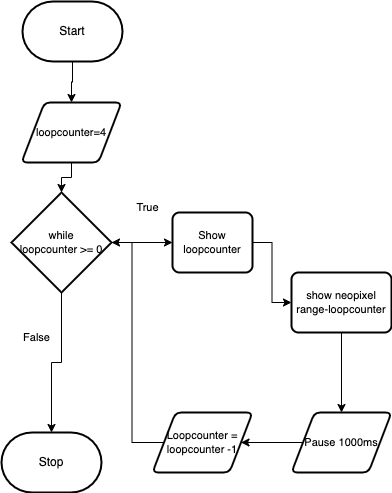 Start
loopcounter=4
True
while
loopcounter >= 0
Show
loopcounter
show neopixel
range-loopcounter
False
Loopcounter =
loopcounter -1
Pause 1000ms
Stop